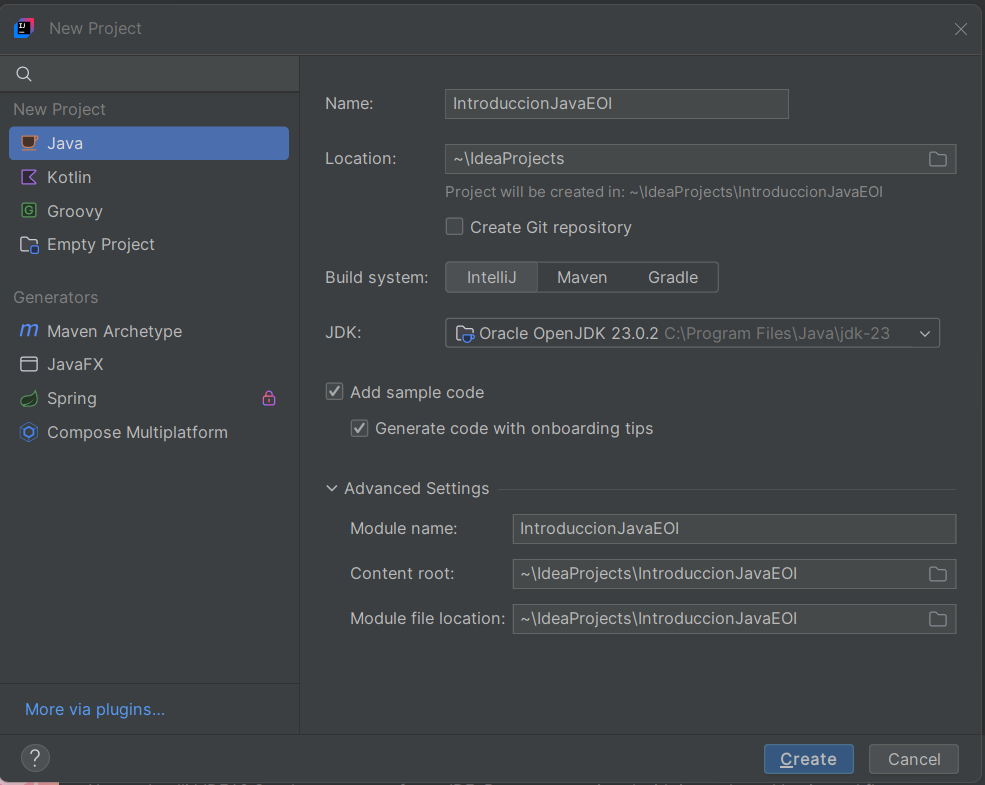 New Project
New Project
Java
Kotlin
Groovy
Empty Project
Generators
Maven Archetype
JavaFX
Spring
Compose Multiplatform
More via plugins...
?
Name: IntroduccionJavaEOI
Location: ~\IdeaProjects
Project will be created in: ~\IdeaProjects\IntroduccionJavaEOI
Create Git repository
Build system: IntelliJ Maven Gradle
JDK: Oracle OpenJDK 23.0.2 C:\Program Files\Java\jdk-23
Add sample code
Generate code with onboarding tips
Advanced Settings
Module name: IntroduccionJavaEOI
Content root: ~\IdeaProjects\IntroduccionJavaEOI
Module file location: ~\IdeaProjects\IntroduccionJavaEOI
Create Cancel